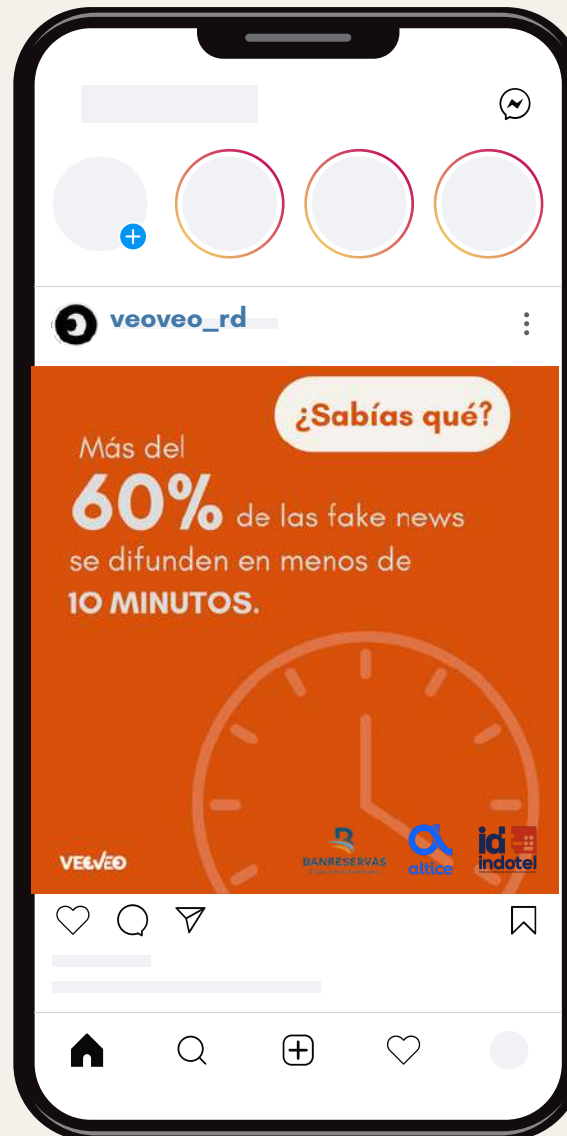 veoveo_rd
¿Sabías qué?
Más del
60% de las fake news
se difunden en menos de
10 MINUTOS.
VEOVEO
BANRESERVAS
altice
id
indotel